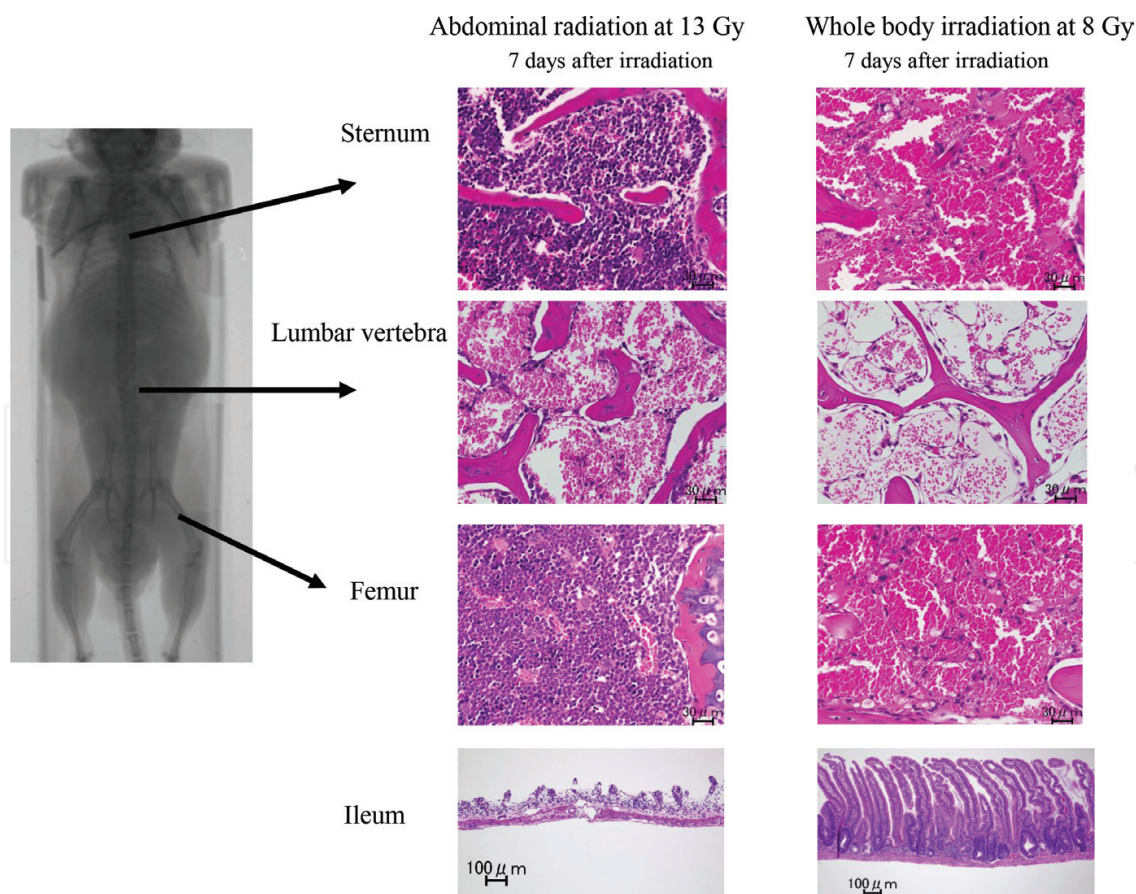 Abdominal radiation at 13 Gy
7 days after irradiation
Whole body irradiation at 8 Gy
7 days after irradiation
Sternum
30μm
30μm
Lumbar vertebra
30μm
30μm
Femur
30μm
30μm
Ileum
100μm
100μm